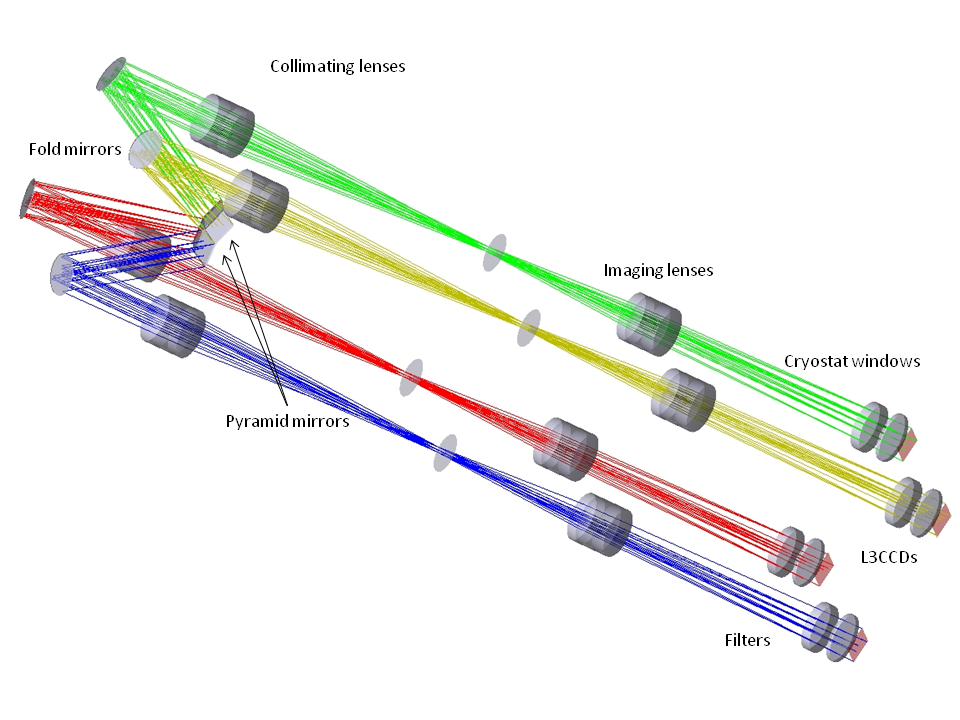 Collimating lenses
Fold mirrors
Imaging lenses
Cryostat windows
Pyramid mirrors
L3CCDs
Filters